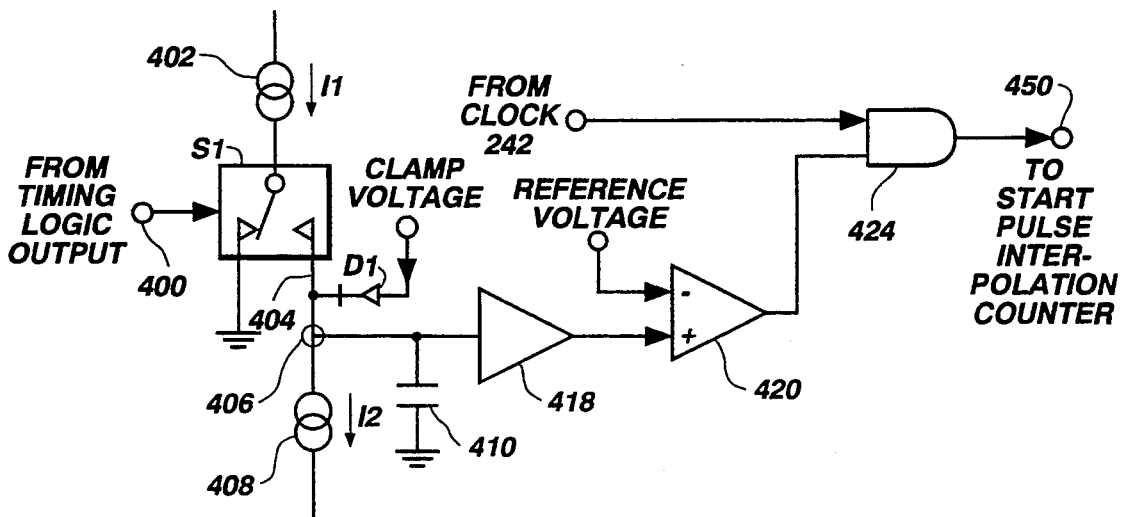 402
I1
S1
FROM
TIMING
LOGIC
OUTPUT
400
CLAMP
VOLTAGE
D1
404
406
408
I2
410
418
REFERENCE
VOLTAGE
-
+
420
FROM
CLOCK
242
424
450
TO
START
PULSE
INTER-
POLATION
COUNTER